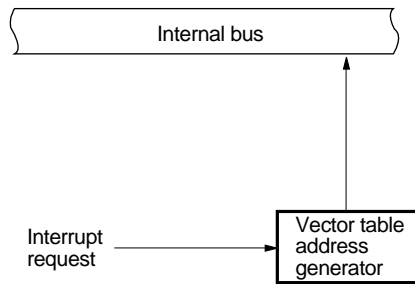 Internal bus
Interrupt
request
Vector table
address
generator